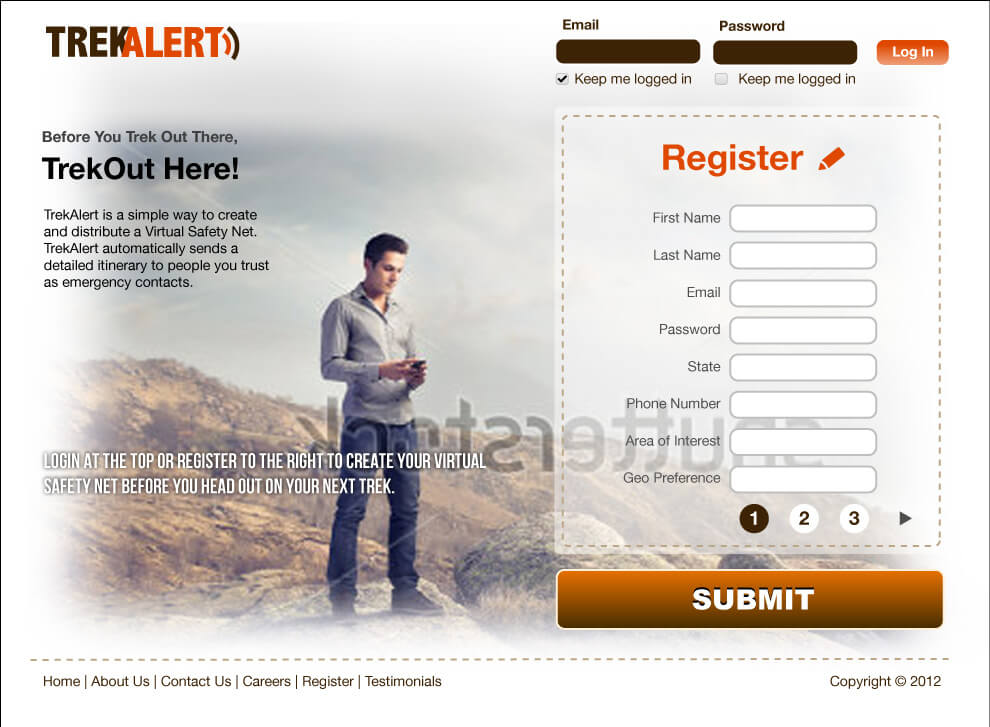 TREKALERT
Email
Password
Log In
Keep me logged in
Keep me logged in
Before You Trek Out There,
TrekOut Here!
TrekAlert is a simple way to create
and distribute a Virtual Safety Net.
TrekAlert automatically sends a
detailed itinerary to people you trust
as emergency contacts.
LOGIN AT THE TOP OR REGISTER TO THE RIGHT TO CREATE YOUR VIRTUAL
SAFETY NET BEFORE YOU HEAD OUT ON YOUR NEXT TREK.
Register
First Name
Last Name
Email
Password
State
Phone Number
Area of Interest
Geo Preference
1 2 3
shutterstock
SUBMIT
Home | About Us | Contact Us | Careers | Register | Testimonials
Copyright © 2012